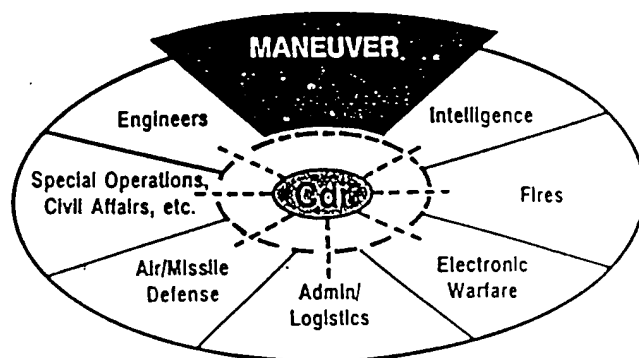 MANEUVER
Engineers
Intelligence
Special Operations,
Civil Affairs, etc.
Cdr
Fires
Air/Missile
Defense
Admin/
Logistics
Electronic
Warfare